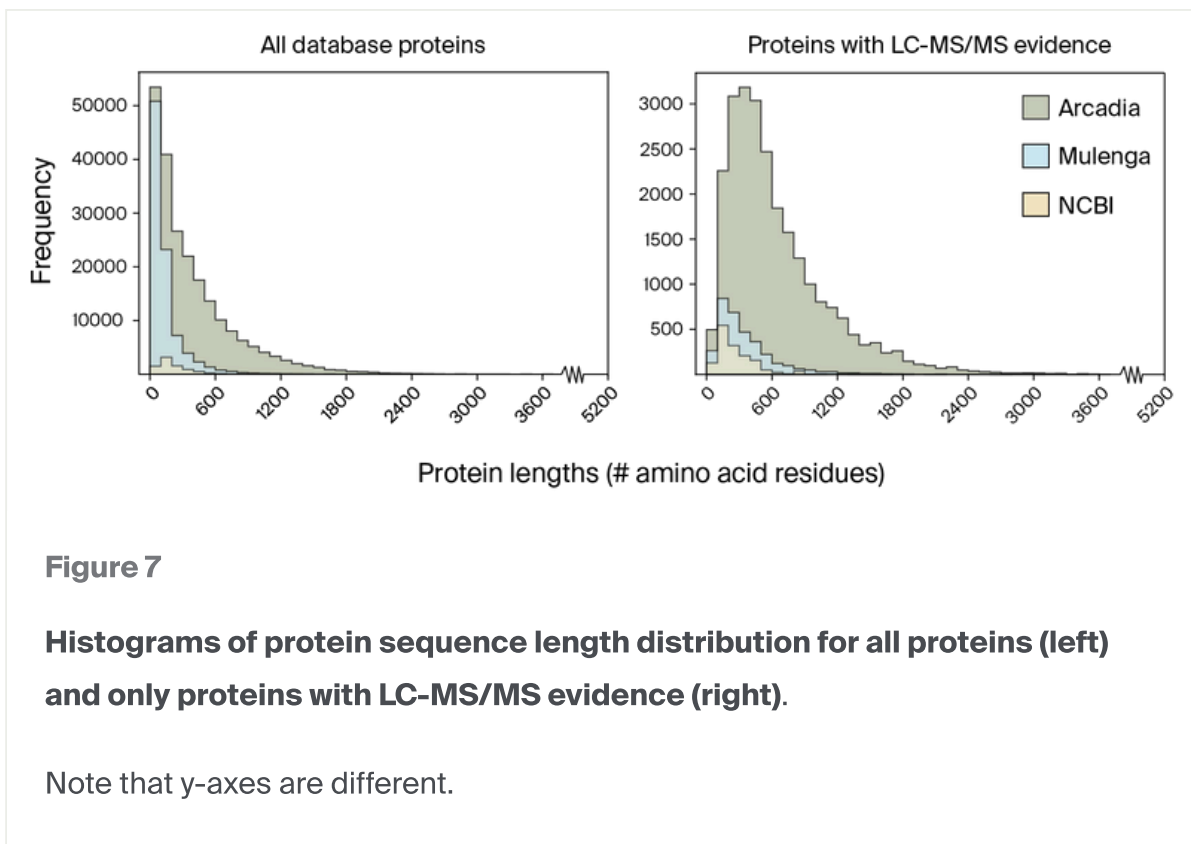 All database proteins
Proteins with LC-MS/MS evidence
Frequency
50000
40000
30000
20000
10000
0
600
1200
1800
2400
3000
3600
5200
3000
2500
2000
1500
1000
500
0
600
1200
1800
2400
3000
3600
5200
Arcadia
Mulenga
NCBI
Protein lengths (# amino acid residues)
Figure 7
Histograms of protein sequence length distribution for all proteins (left)
and only proteins with LC-MS/MS evidence (right).
Note that y-axes are different.